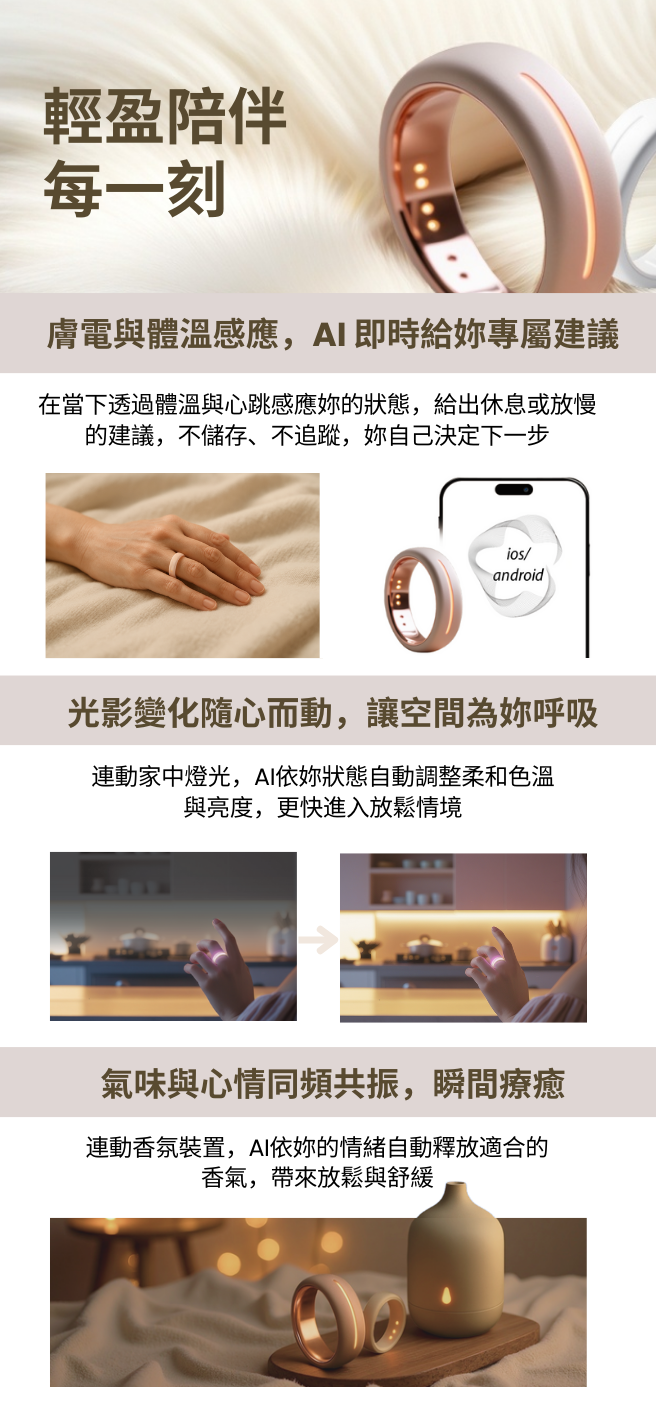 輕盈陪伴
每一刻
膚電與體溫感應，AI 即時給妳專屬建議
在當下透過體溫與心跳感應妳的狀態，給出休息或放慢
的建議，不儲存、不追蹤，妳自己決定下一步
ios/
android
光影變化隨心而動，讓空間為妳呼吸
連動家中燈光，AI依妳狀態自動調整柔和色溫
與亮度，更快進入放鬆情境
氣味與心情同頻共振，瞬間療癒
連動香氛裝置，AI依妳的情緒自動釋放適合的
香氣，帶來放鬆與舒緩